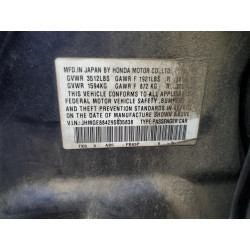 MFD. IN JAPAN BY HONDA MOTOR CO., LTD.
GVWR 3512LBS GAWR F 1921LBS R
GVWR 1594KG GAWR F 872 KG R
THIS VEHICLE CONFORMS TO ALL APPLICABLE
FEDERAL MOTOR VEHICLE SAFETY, BUMPER
AND THEFT PREVENTION STANDARDS IN EFFECT
ON THE DATE OF MANUFACTURE SHOWN ABOVE
V.I.N.: TYPE: PASSENGER CAR